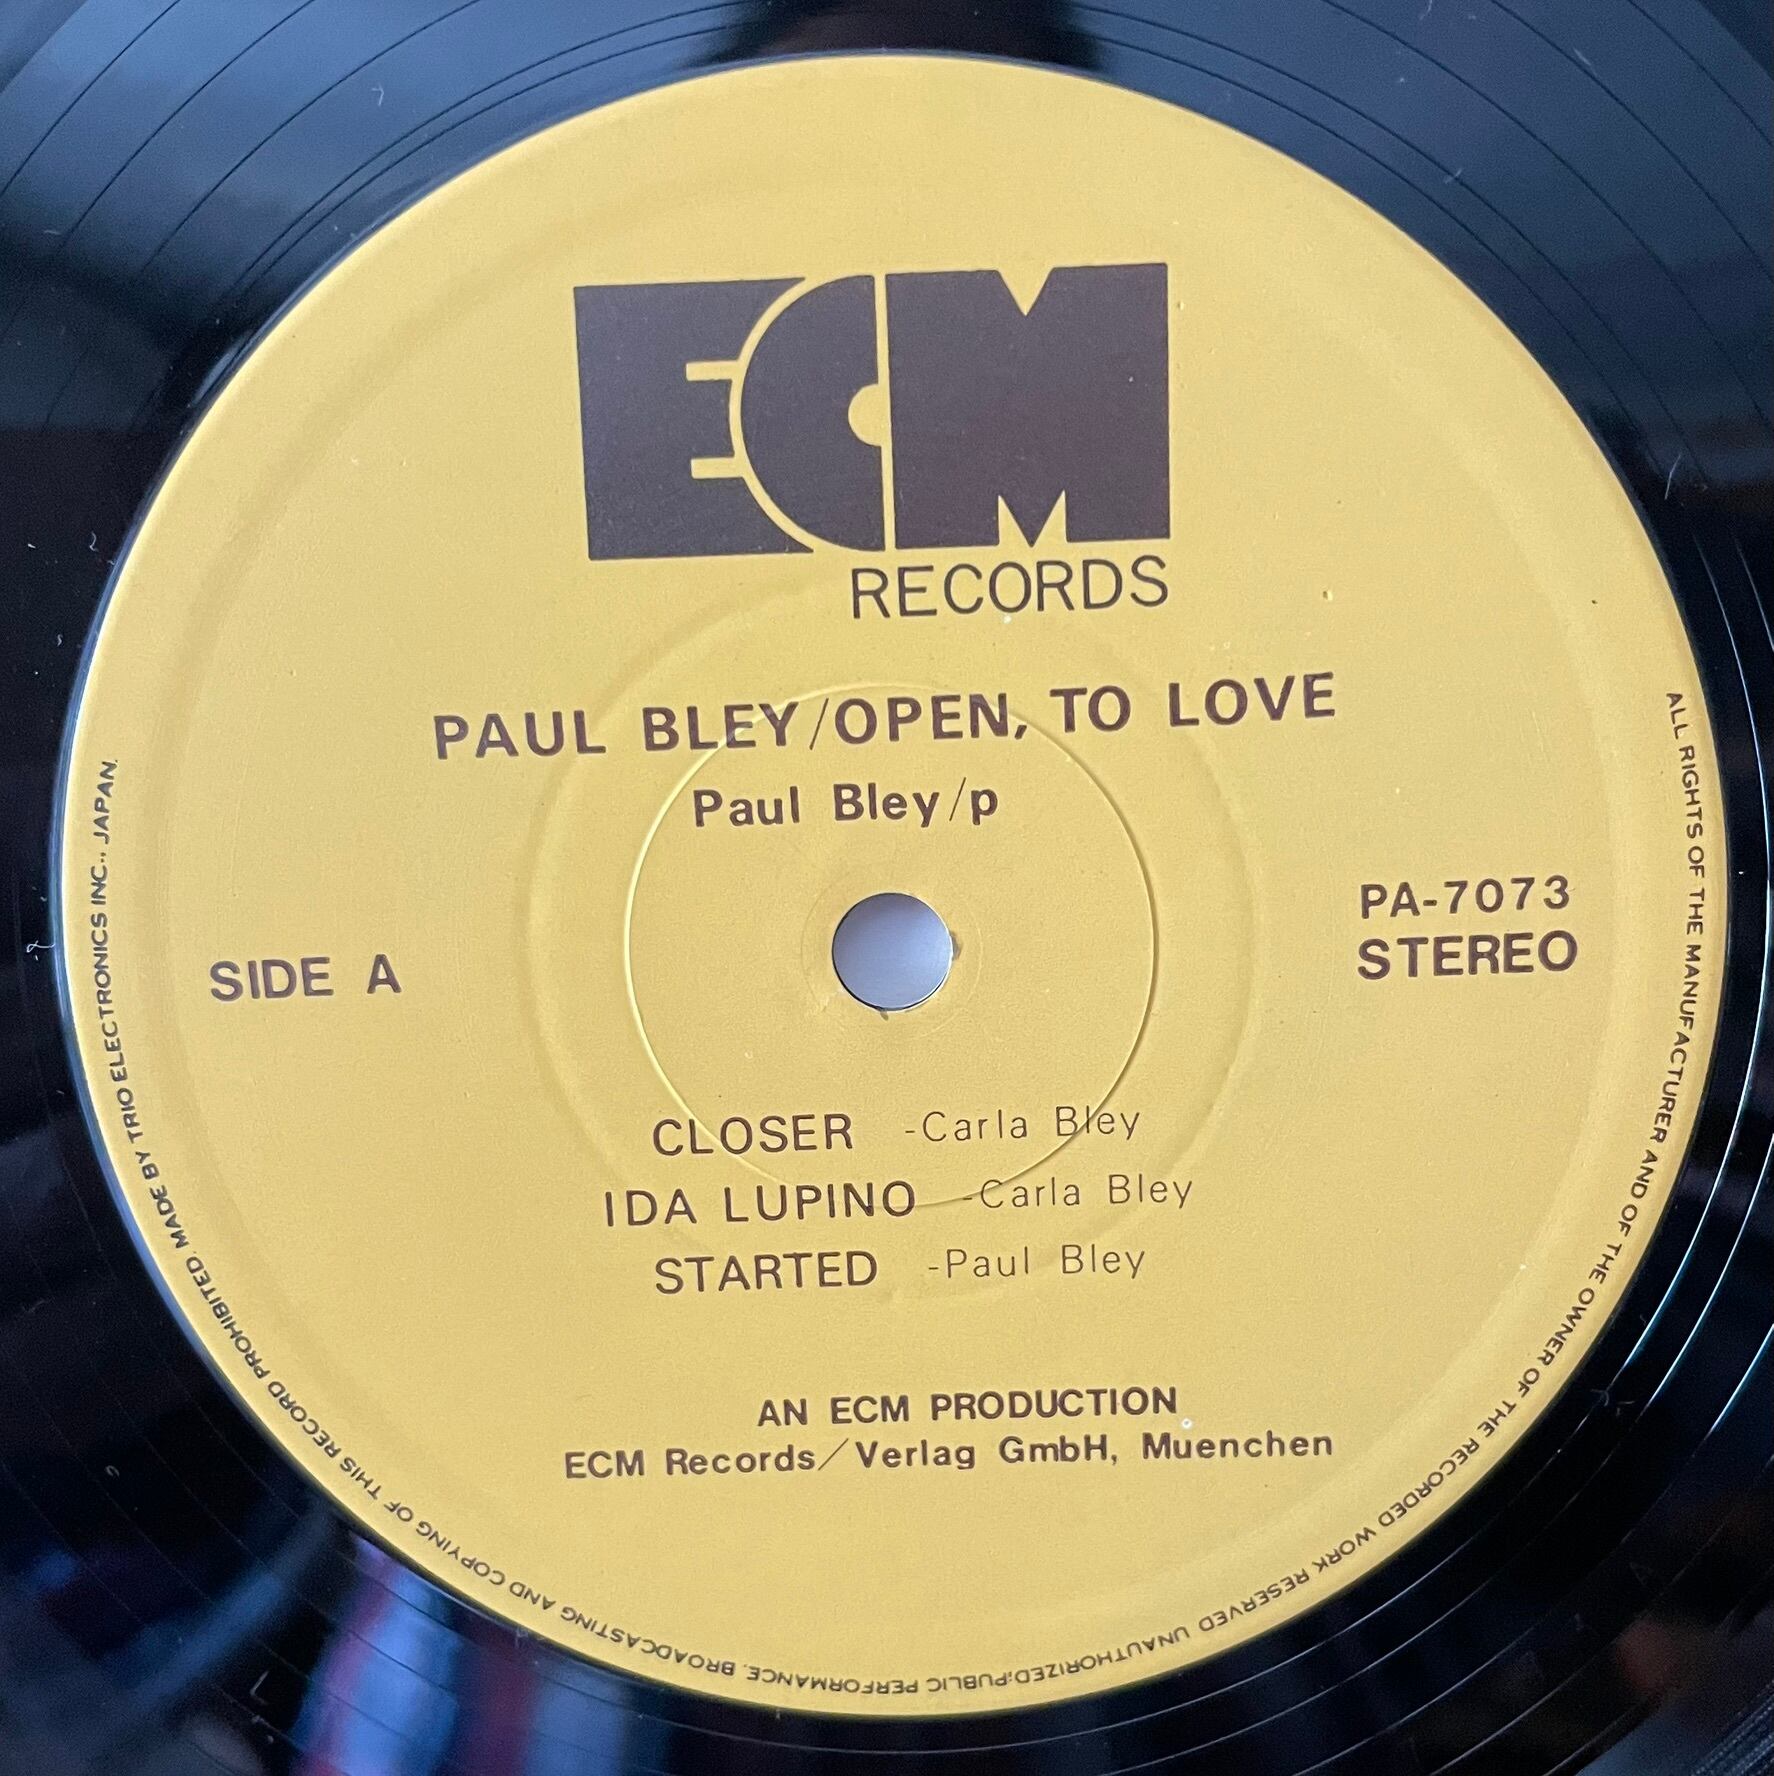 ECM
RECORDS
PAUL BLEY/OPEN, TO LOVE
Paul Bley/p
PA-7073
SIDE A
STEREO
CLOSER -Carla Bley
IDA LUPINO -Carla Bley
STARTED -Paul Bley
AN ECM PRODUCTION
ECM Records/Verlag GmbH, Muenchen
ALL RIGHTS OF THE MANUFACTURER AND OF THE OWNER OF THE RECORDED WORK RESERVED UNAUTHORIZED;PUBLIC PERFORMANCE, BROADCASTING AND COPYING OF THIS RECORD PROHIBITED. MADE BY TRIO ELECTRONICS INC., JAPAN.